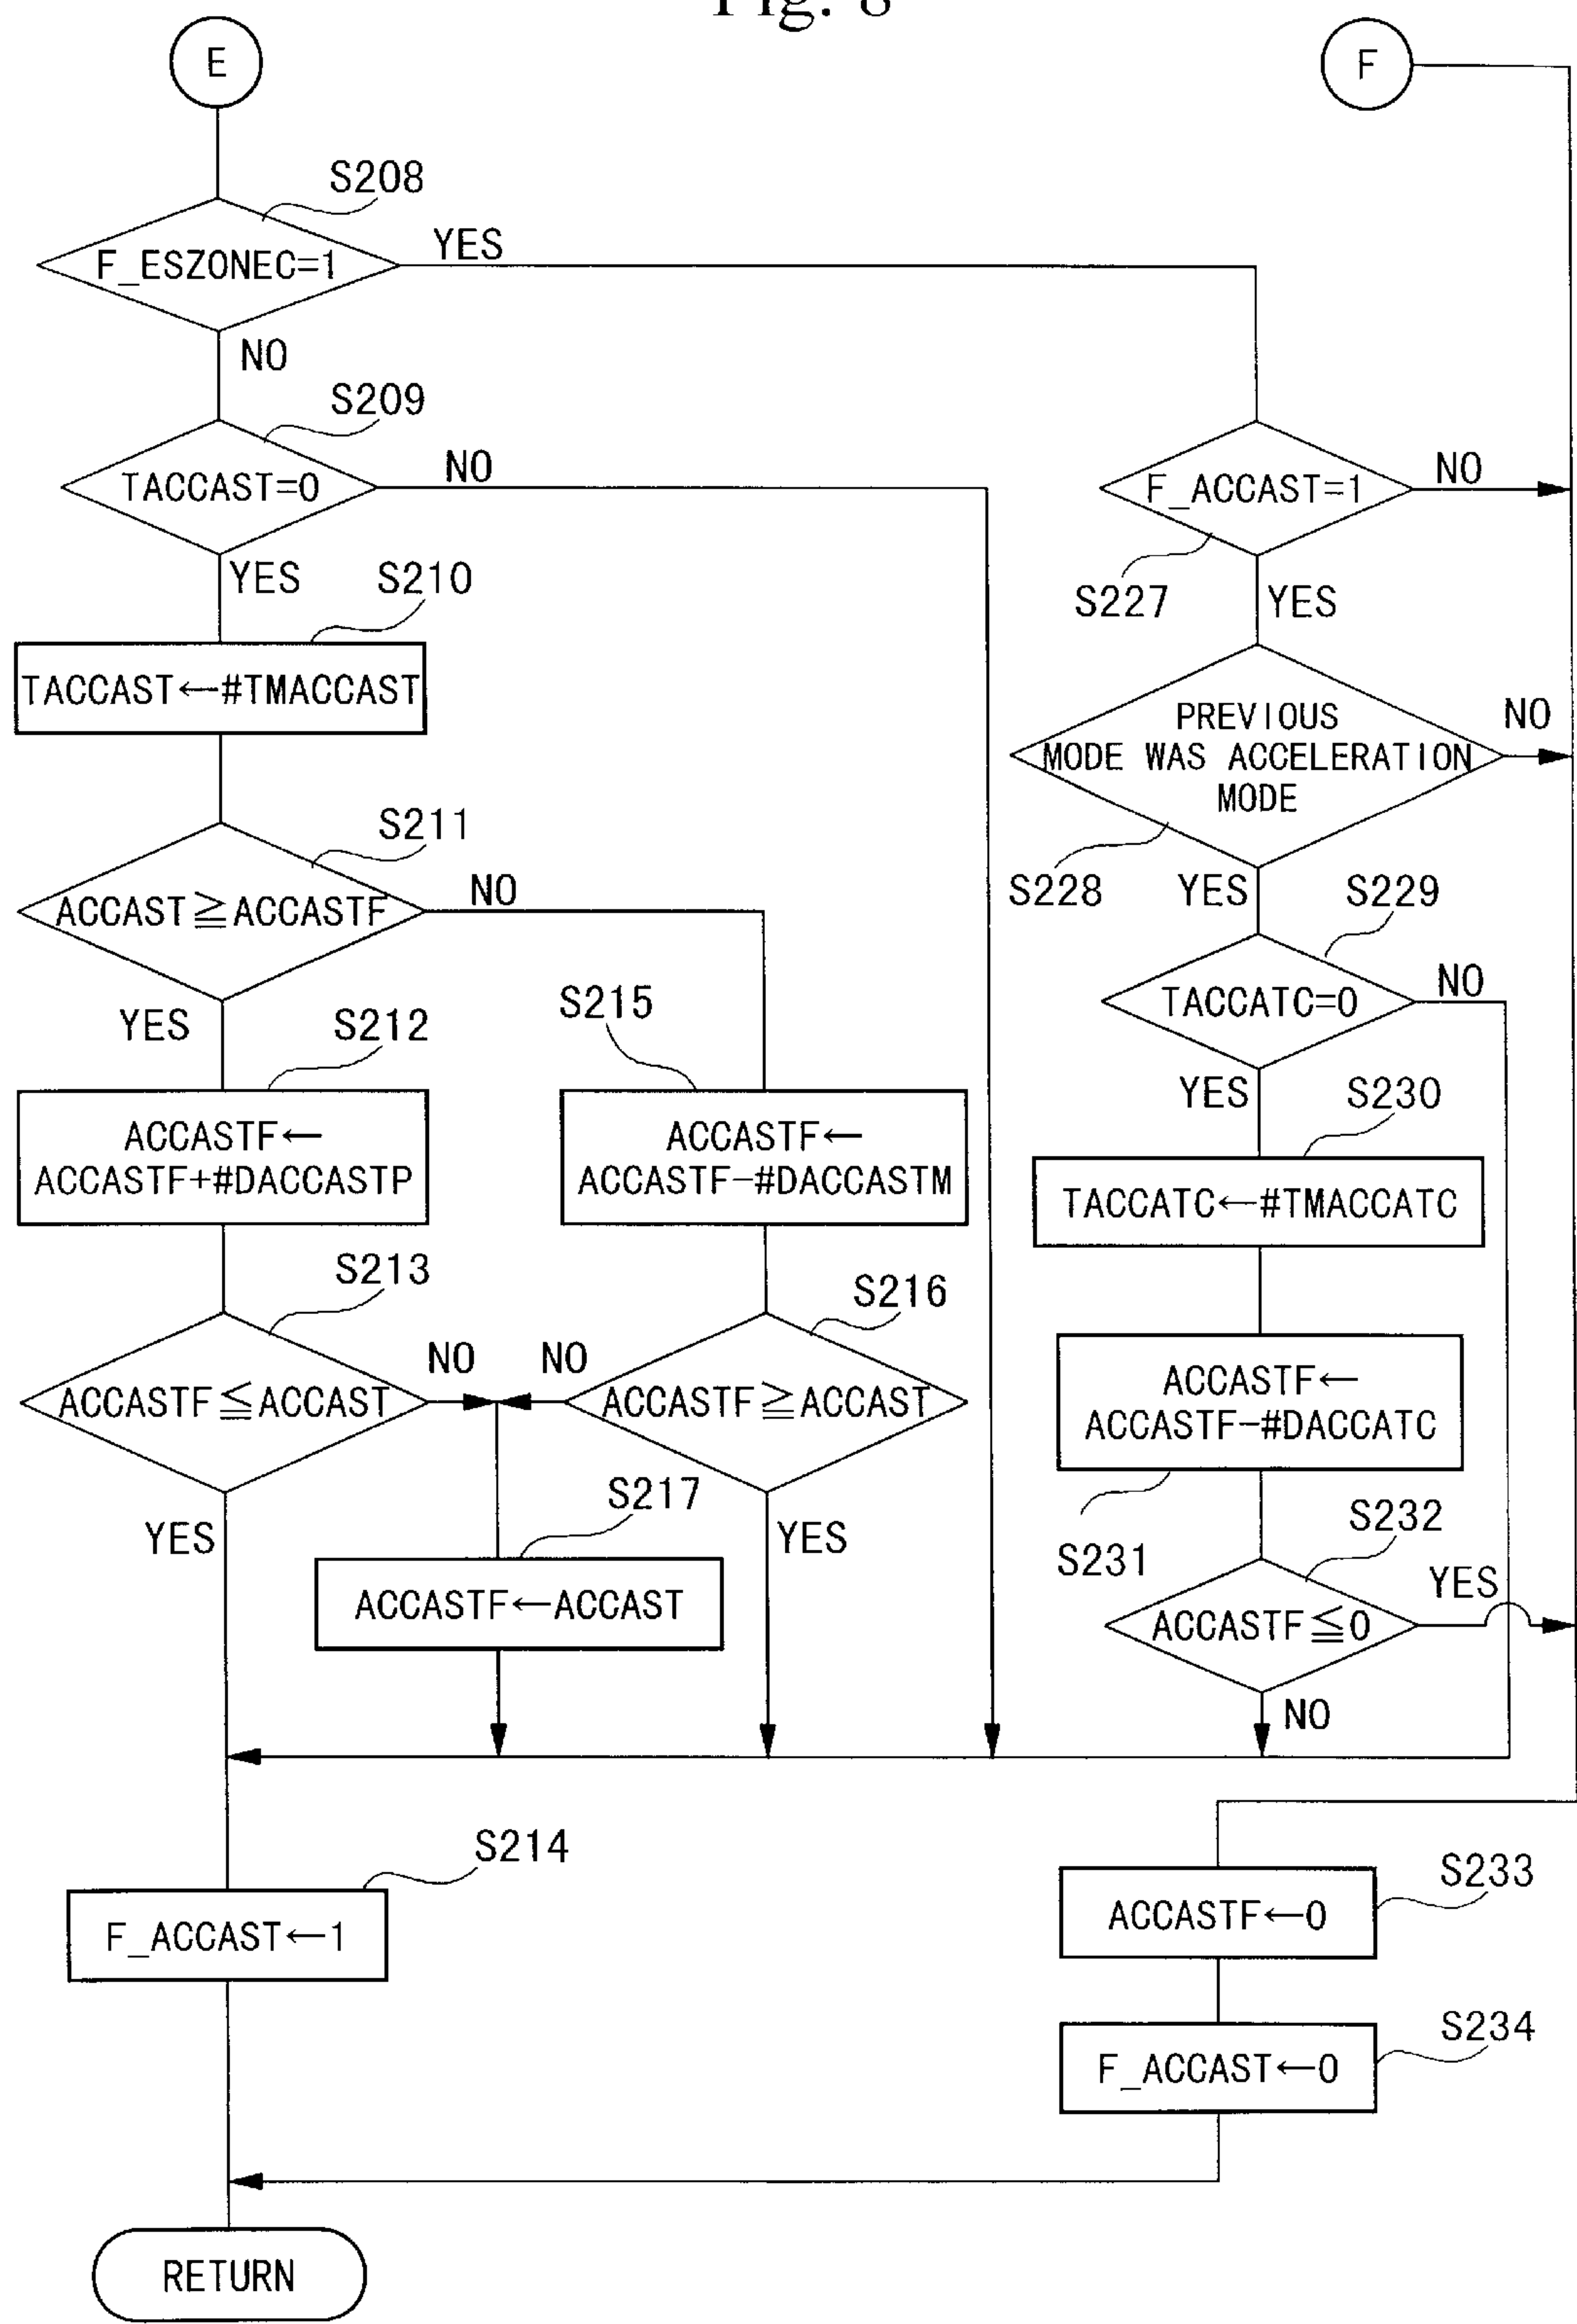 Fig. 8
E
F
S208
F_ESZONEC=1
YES
NO
S209
TACCAST=0
NO
YES
S210
TACCAST←#TMACCAST
S211
ACCAST≧ACCASTF
NO
YES
S212
ACCASTF←
ACCASTF+#DACCASTP
S213
ACCASTF≦ACCAST
NO
YES
S215
ACCASTF←
ACCASTF−#DACCASTM
S216
NO
ACCASTF≧ACCAST
YES
S217
ACCASTF←ACCAST
S214
F_ACCAST←1
RETURN
F_ACCAST=1
NO
S227
YES
PREVIOUS
MODE WAS ACCELERATION
MODE
NO
S228
YES
S229
TACCATC=0
NO
YES
S230
TACCATC←#TMACCATC
ACCASTF←
ACCASTF−#DACCATC
S231
S232
ACCASTF≦0
YES
NO
S233
ACCASTF←0
S234
F_ACCAST←0